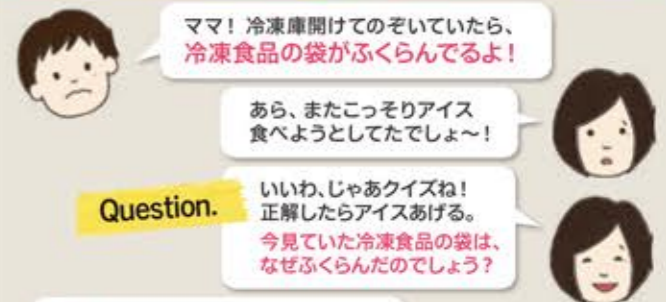 ママ！冷凍庫開けてのぞいていたら、
冷凍食品の袋がふくらんでるよ！
あら、またこっそりアイス
食べようとしてたでしょ〜！
Question.
いいわ、じゃあクイズね！
正解したらアイスあげる。
今見ていた冷凍食品の袋は、
なぜふくらんだのでしょう？